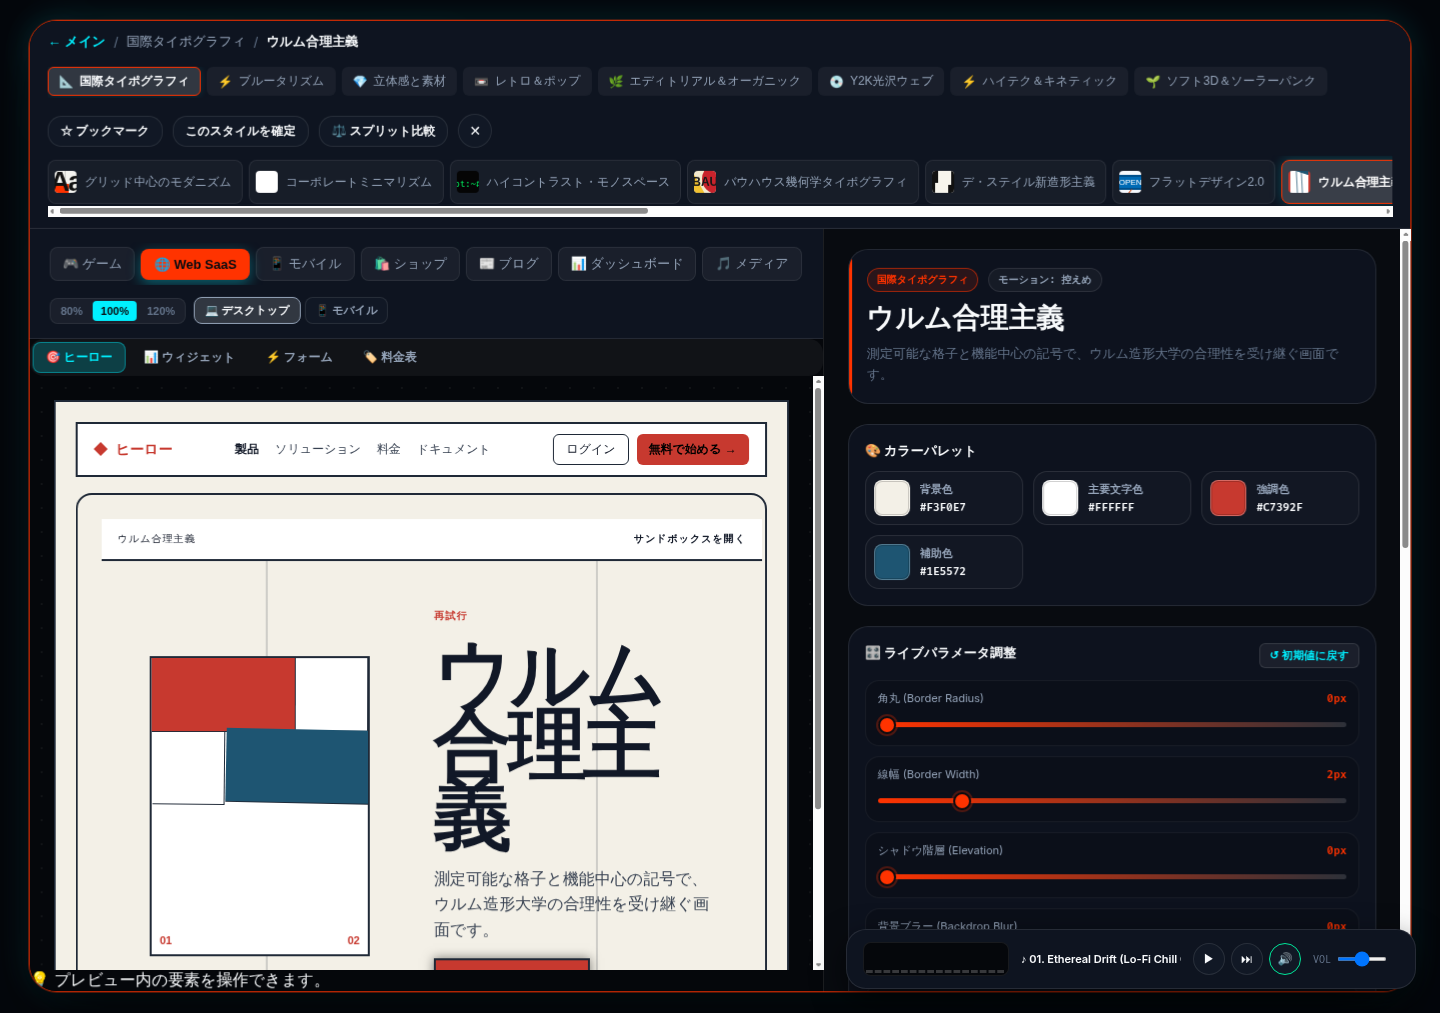 ← メイン / 国際タイポグラフィ / ウルム合理主義
国際タイポグラフィ ブルータリズム 立体感と素材 レトロ＆ポップ エディトリアル＆オーガニック Y2K光沢ウェブ ハイテク＆キネティック ソフト3D＆ソーラーパンク
☆ ブックマーク このスタイルを確定 スプリット比較 ✕
Aa グリッド中心のモダニズム コーポレートミニマリズム ハイコントラスト・モノスペース BAU バウハウス幾何学タイポグラフィ デ・ステイル新造形主義 OPEN フラットデザイン2.0 ウルム合理主
ゲーム Web SaaS モバイル ショップ ブログ ダッシュボード メディア
80% 100% 120% デスクトップ モバイル
ヒーロー ウィジェット フォーム 料金表
◆ ヒーロー 製品 ソリューション 料金 ドキュメント ログイン 無料で始める →
ウルム合理主義 サンドボックスを開く
再試行
ウルム
合理主
義
測定可能な格子と機能中心の記号で、
ウルム造形大学の合理性を受け継ぐ画
面です。
01 02
プレビュー内の要素を操作できます。
国際タイポグラフィ モーション: 控えめ
ウルム合理主義
測定可能な格子と機能中心の記号で、ウルム造形大学の合理性を受け継ぐ画面で
す。
カラーパレット
背景色 #F3F0E7
主要文字色 #FFFFFF
強調色 #C7392F
補助色 #1E5572
ライブパラメータ調整 ↺ 初期値に戻す
角丸 (Border Radius) 0px
線幅 (Border Width) 2px
シャドウ階層 (Elevation) 0px
背景ブラー (Backdrop Blur) 0px
♪ 01. Ethereal Drift (Lo-Fi Chill VOL